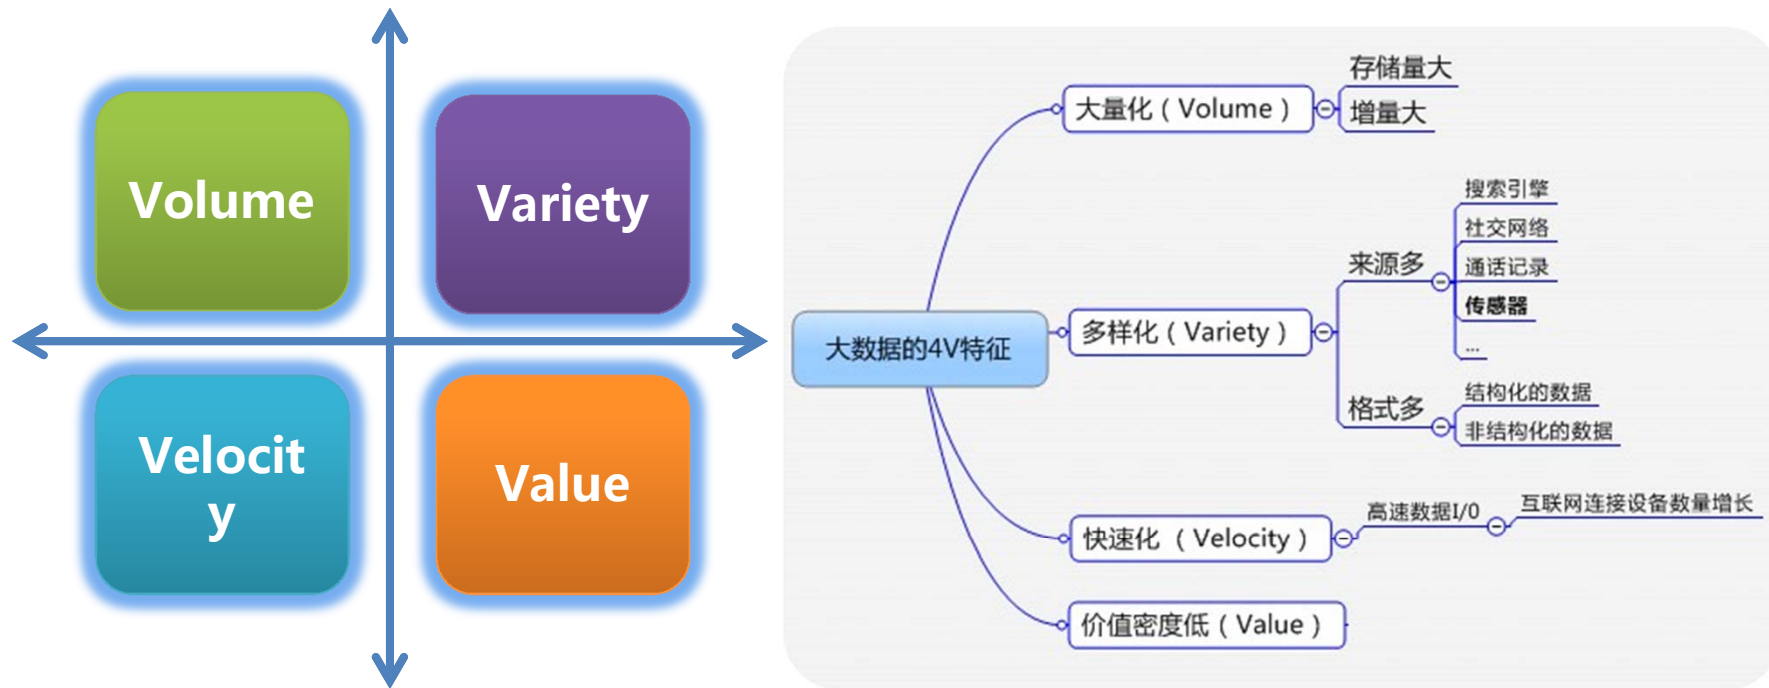 Volume
Variety
Velocit
y
Value
大数据的4V特征
大量化（Volume）
存储量大
增量大
多样化（Variety）
来源多
搜索引擎
社交网络
通话记录
传感器
...
格式多
结构化的数据
非结构化的数据
快速化（Velocity）
高速数据I/0
互联网连接设备数量增长
价值密度低（Value）